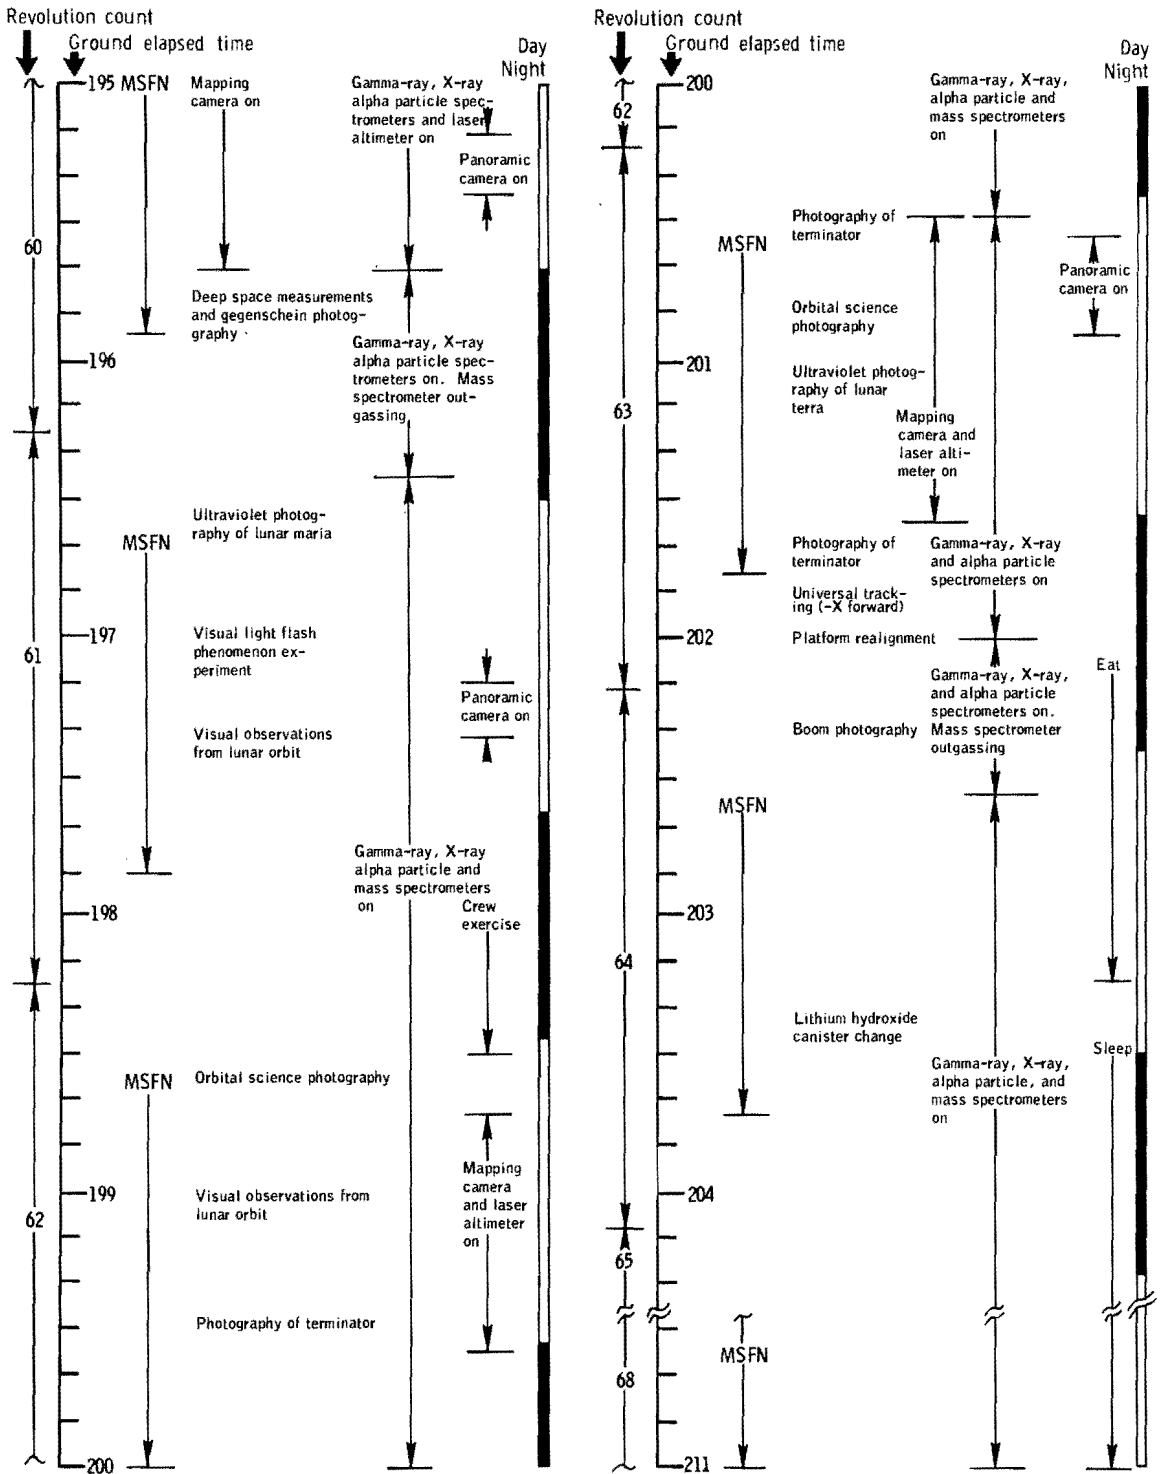 Revolution count
Ground elapsed time
Day
Night
195 MSFN
Mapping
camera on
Gamma-ray, X-ray
alpha particle spec-
trometers and laser
altimeter on
Panoramic
camera on
60
Deep space measurements
and gegenschein photog-
graphy
196
Gamma-ray, X-ray
alpha particle spec-
trometers on. Mass
spectrometer out-
gassing
Ultraviolet photog-
raphy of lunar maria
MSFN
197
61
Visual light flash
phenomenon ex-
periment
Panoramic
camera on
Visual observations
from lunar orbit
Gamma-ray, X-ray
alpha particle and
mass spectrometers
on
198
Crew
exercise
MSFN
Orbital science photography
Mapping
camera
and laser
altimeter
on
199
62
Visual observations from
lunar orbit
Photography of terminator
200
Revolution count
Ground elapsed time
Day
Night
200
62
Gamma-ray, X-ray,
alpha particle and
mass spectrometers
on
Photography of
terminator
MSFN
Panoramic
camera on
Orbital science
photography
201
Ultraviolet photog-
raphy of lunar
terra
63
Mapping
camera and
laser alti-
meter on
Photography of
terminator
Gamma-ray, X-ray
and alpha particle
spectrometers on
Universal track-
ing (-X forward)
202
Platform realignment
Eat
Gamma-ray, X-ray,
and alpha particle
spectrometers on.
Mass spectrometer
outgassing
Boom photography
MSFN
203
64
Lithium hydroxide
canister change
Sleep
Gamma-ray, X-ray,
alpha particle, and
mass spectrometers
on
204
65
MSFN
68
211